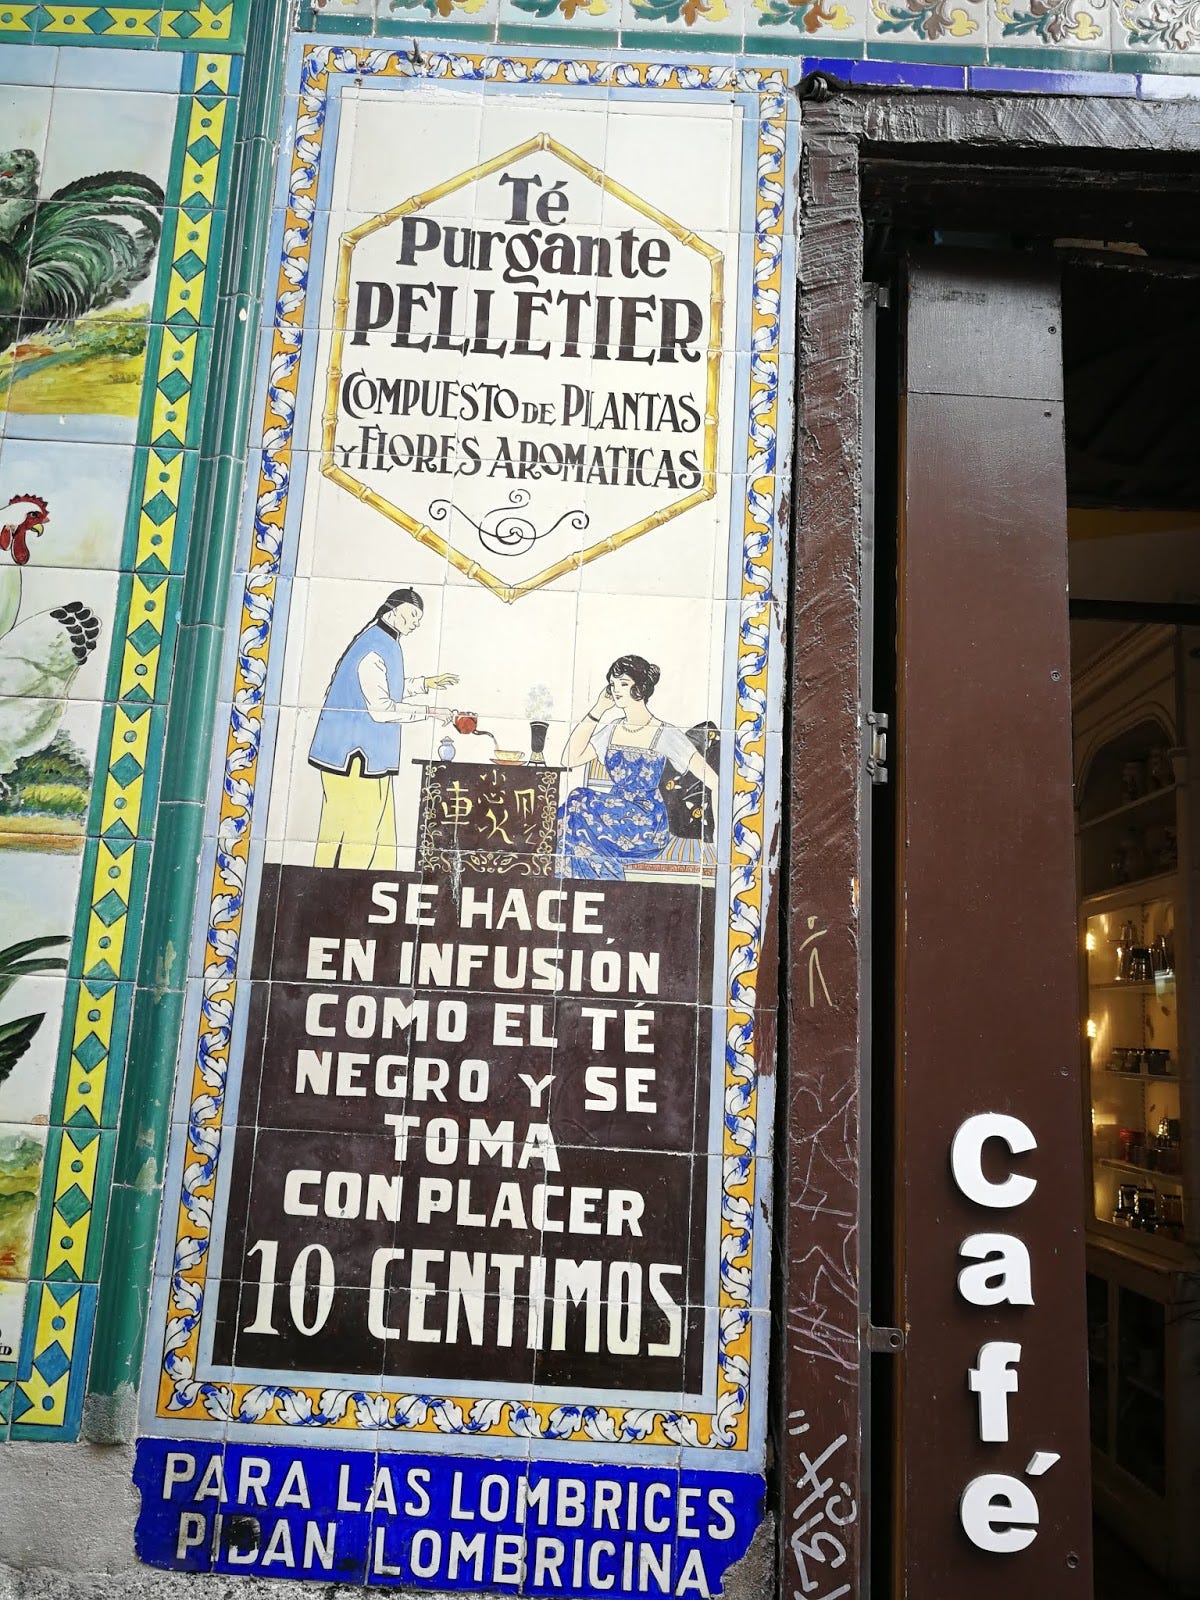 Té
Purgante
PELLETIER
COMPUESTO DE PLANTAS
Y FLORES AROMATICAS
SE HACE
EN INFUSIÓN
COMO EL TÉ
NEGRO Y SE
TOMA
CON PLACER
10 CENTIMOS
PARA LAS LOMBRICES
PIDAN LOMBRICINA
café